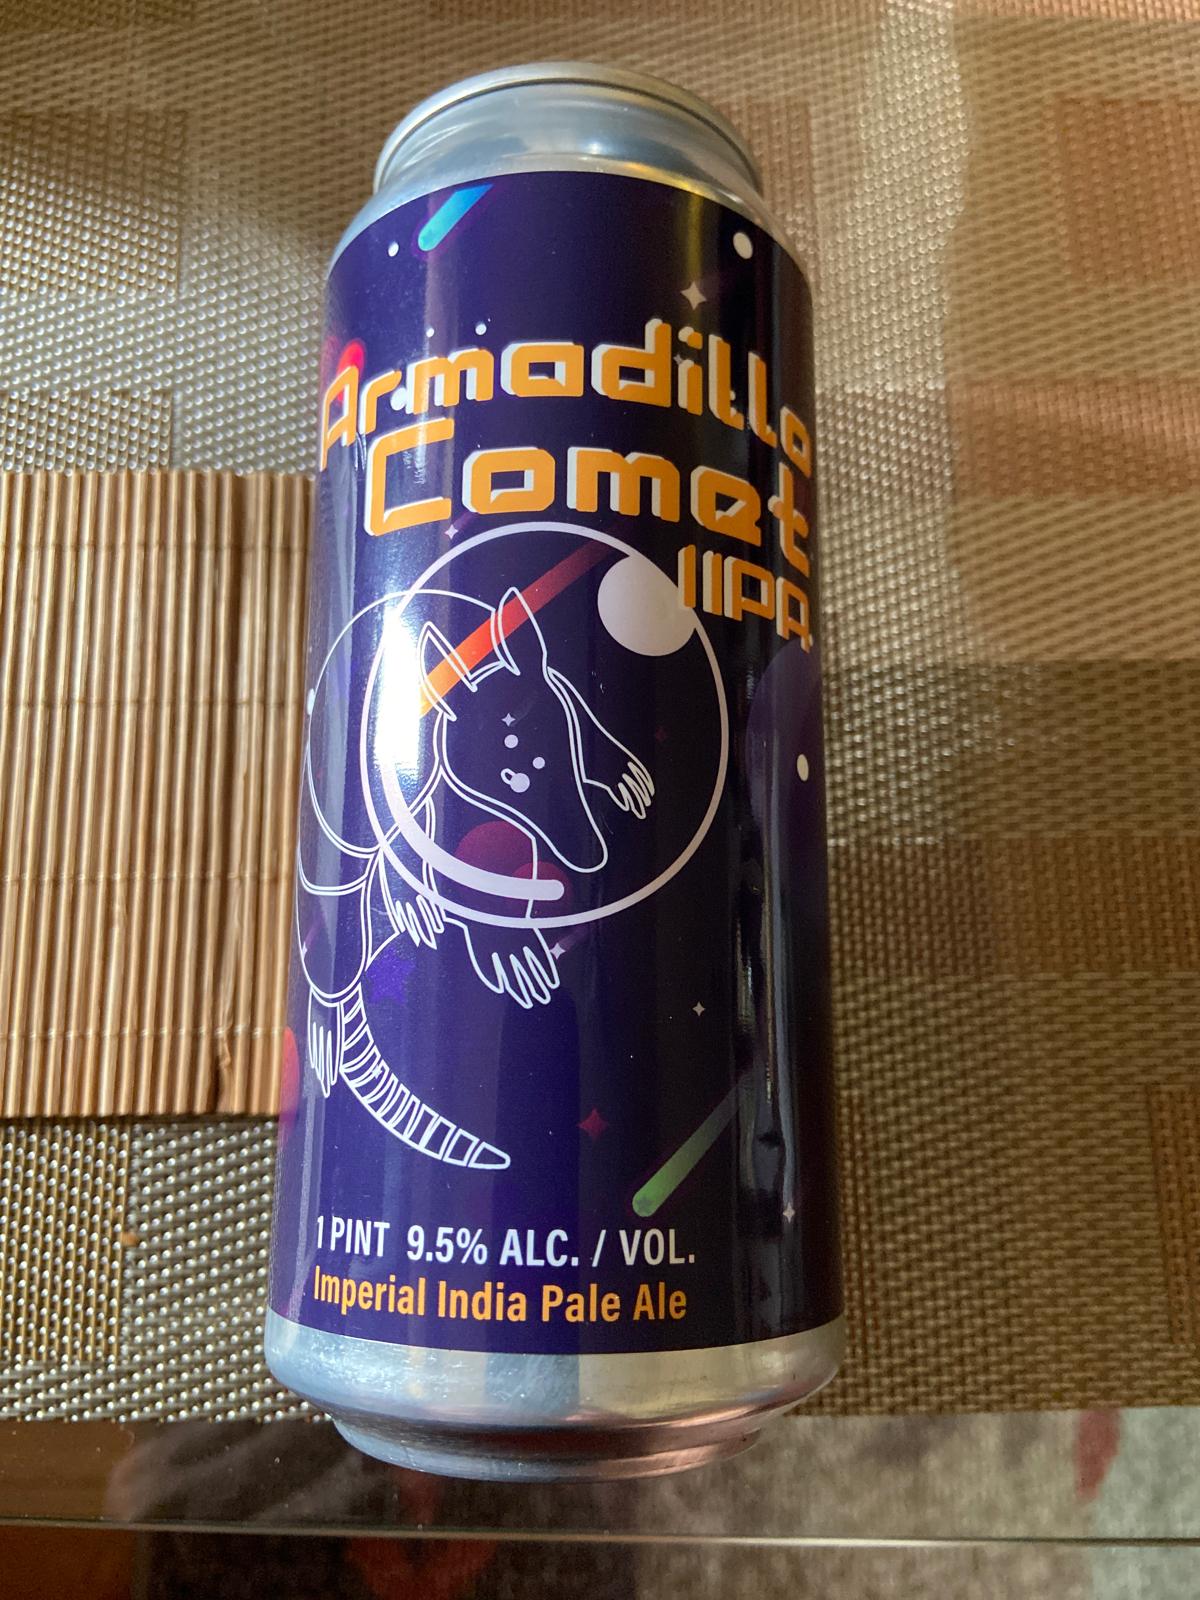 Armadillo
Comet
IIPA
1 PINT 9.5% ALC. / VOL.
Imperial India Pale Ale